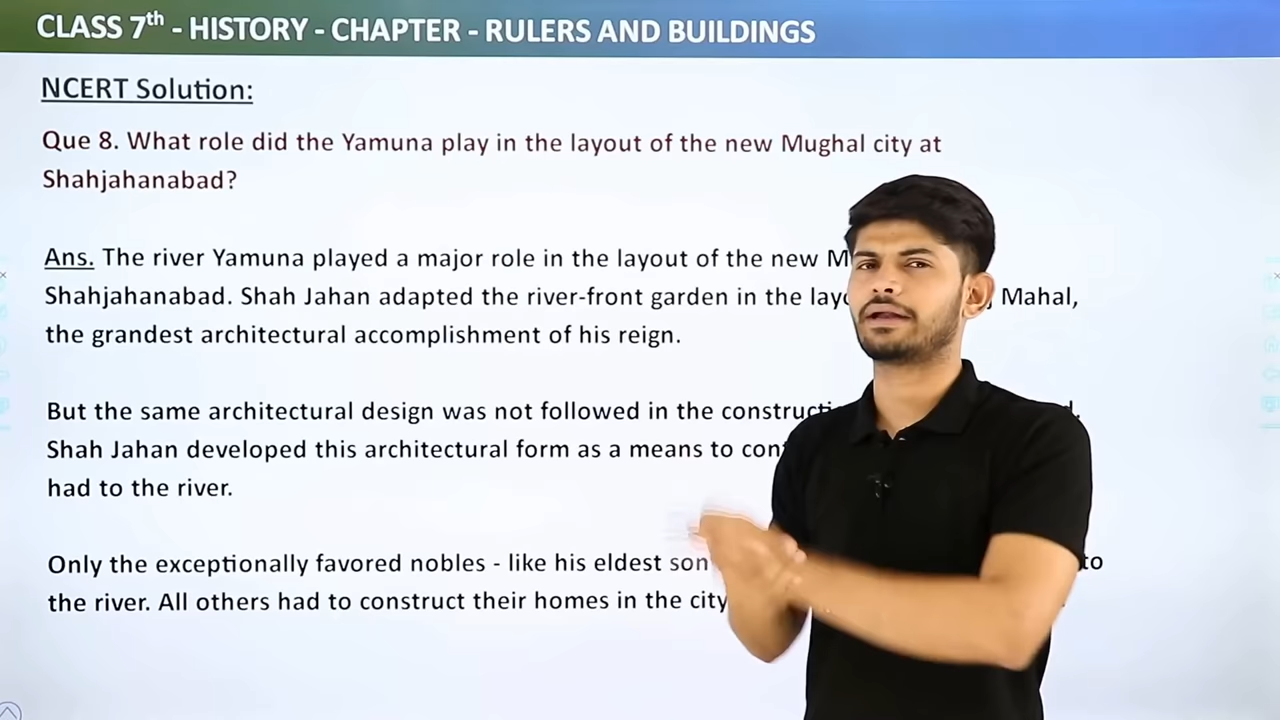 CLASS 7th - HISTORY - CHAPTER - RULERS AND BUILDINGS
NCERT Solution:
Que 8. What role did the Yamuna play in the layout of the new Mughal city at
Shahjahanabad?
Ans. The river Yamuna played a major role in the layout of the new
Shahjahanabad. Shah Jahan adapted the river-front garden in the Mahal,
the grandest architectural accomplishment of his reign.
But the same architectural design was not followed in the
Shah Jahan developed this architectural form as a means to
had to the river.
Only the exceptionally favored nobles - like his eldest son to
the river. All others had to construct their homes in the city